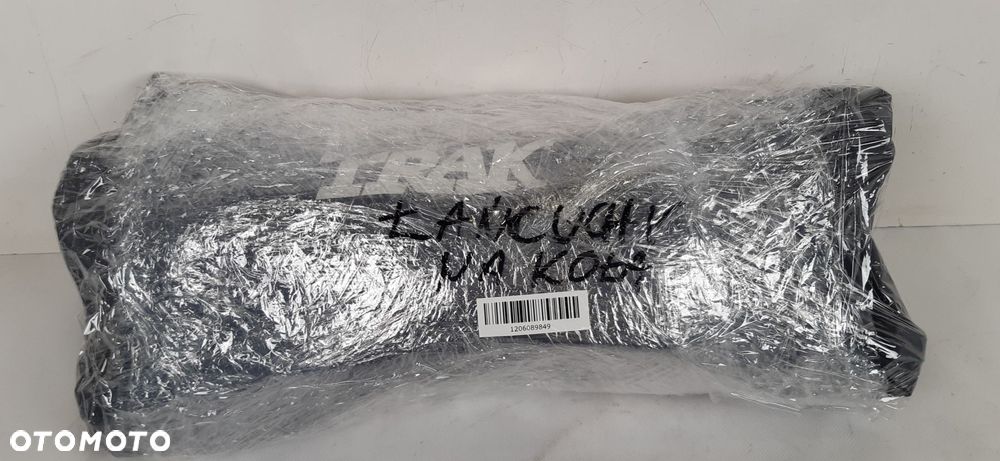 TRAK
ŁAŃCUCHY
NA KOŁA
1206089849
OTOMOTO